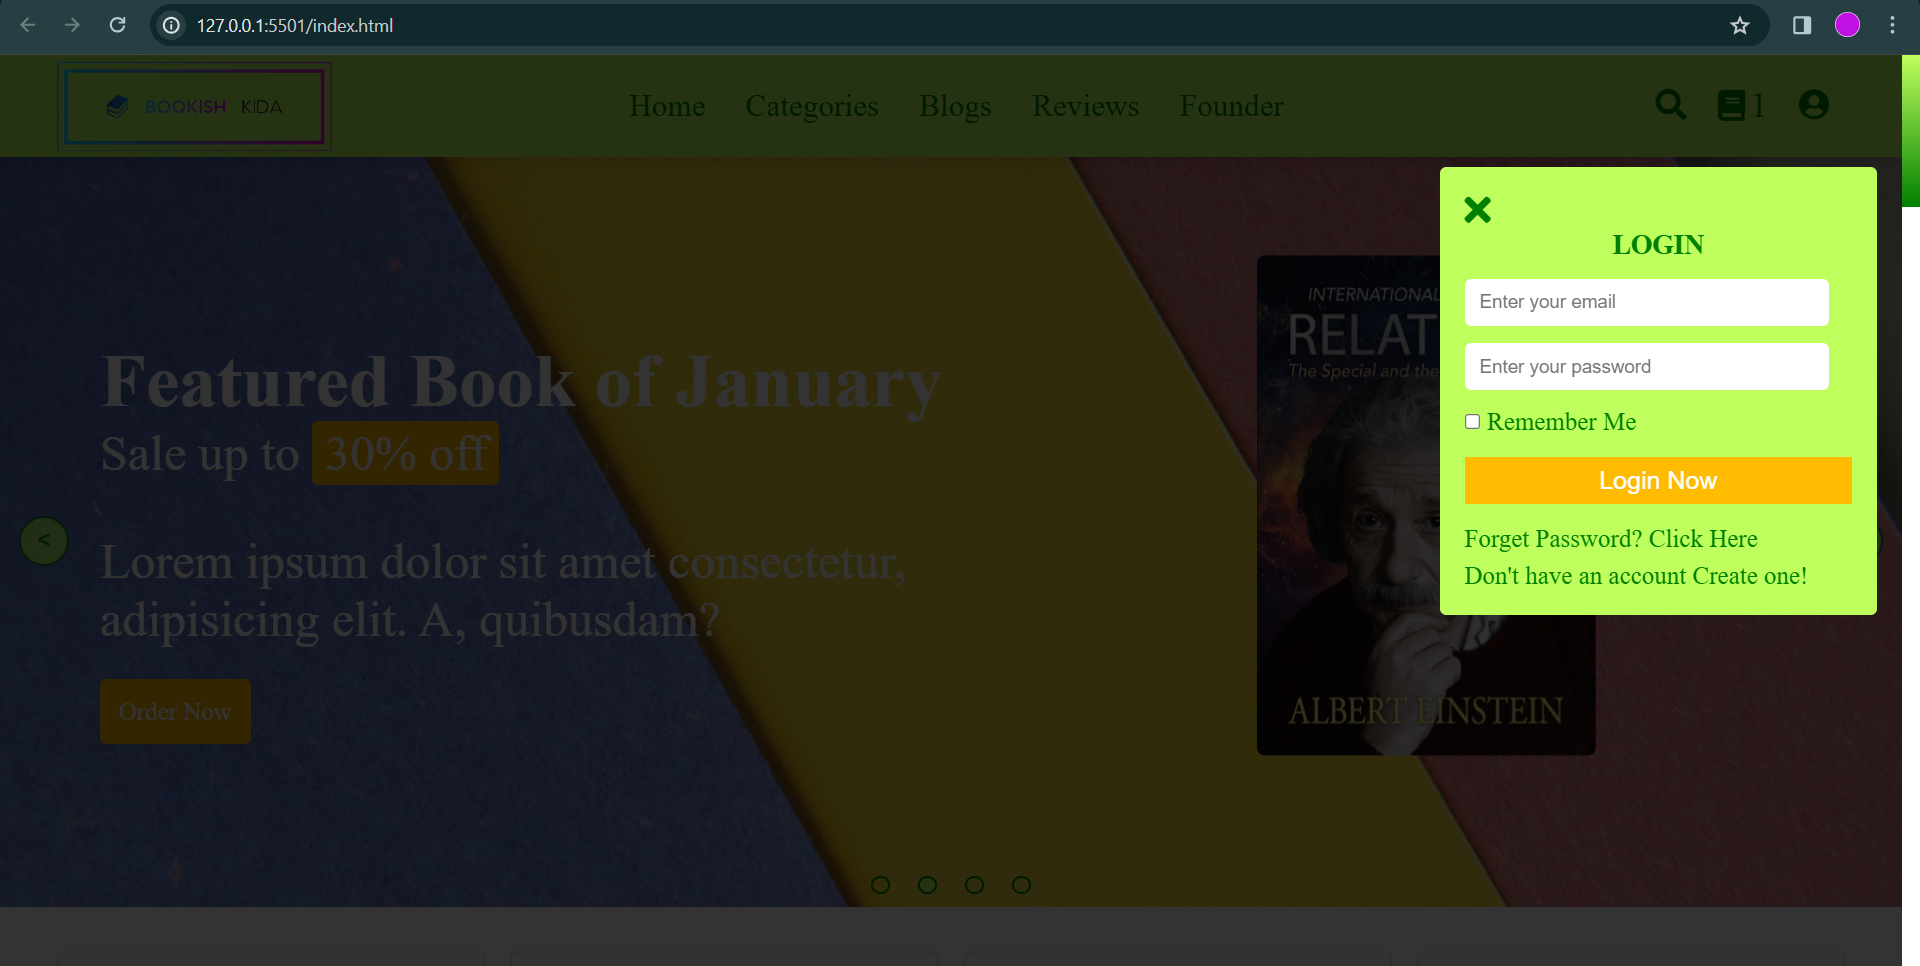 127.0.0.1:5501/index.html
BOOKISH KIDA
Home Categories Blogs Reviews Founder
1
LOGIN
Enter your email
Enter your password
Remember Me
Login Now
Forget Password? Click Here
Don't have an account Create one!
Featured Book of January
Sale up to 30% off
Lorem ipsum dolor sit amet consectetur,
adipisicing elit. A, quibusdam?
Order Now
<
INTERNATIONAL
RELAT
The Special and the
ALBERT EINSTEIN